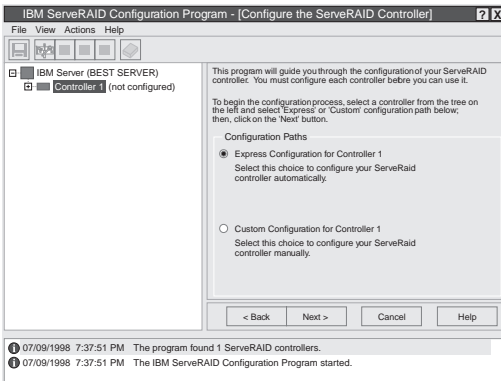 IBM ServeRAID Configuration Program - [Configure the ServeRAID Controller] ? X
File View Actions Help
IBM Server (BEST SERVER)
Controller 1 (not configured)
This program will guide you through the configuration of your ServeRAID
controller. You must configure each controller before you can use it.
To begin the configuration process, select a controller from the tree on
the left and select 'Express' or 'Custom' configuration path below;
then, click on the 'Next' button.
Configuration Paths
Express Configuration for Controller 1
Select this choice to configure your ServeRaid
controller automatically.
Custom Configuration for Controller 1
Select this choice to configure your ServeRaid
controller manually.
< Back Next > Cancel Help
07/09/1998 7:37:51 PM The program found 1 ServeRAID controllers.
07/09/1998 7:37:51 PM The IBM ServeRAID Configuration Program started.